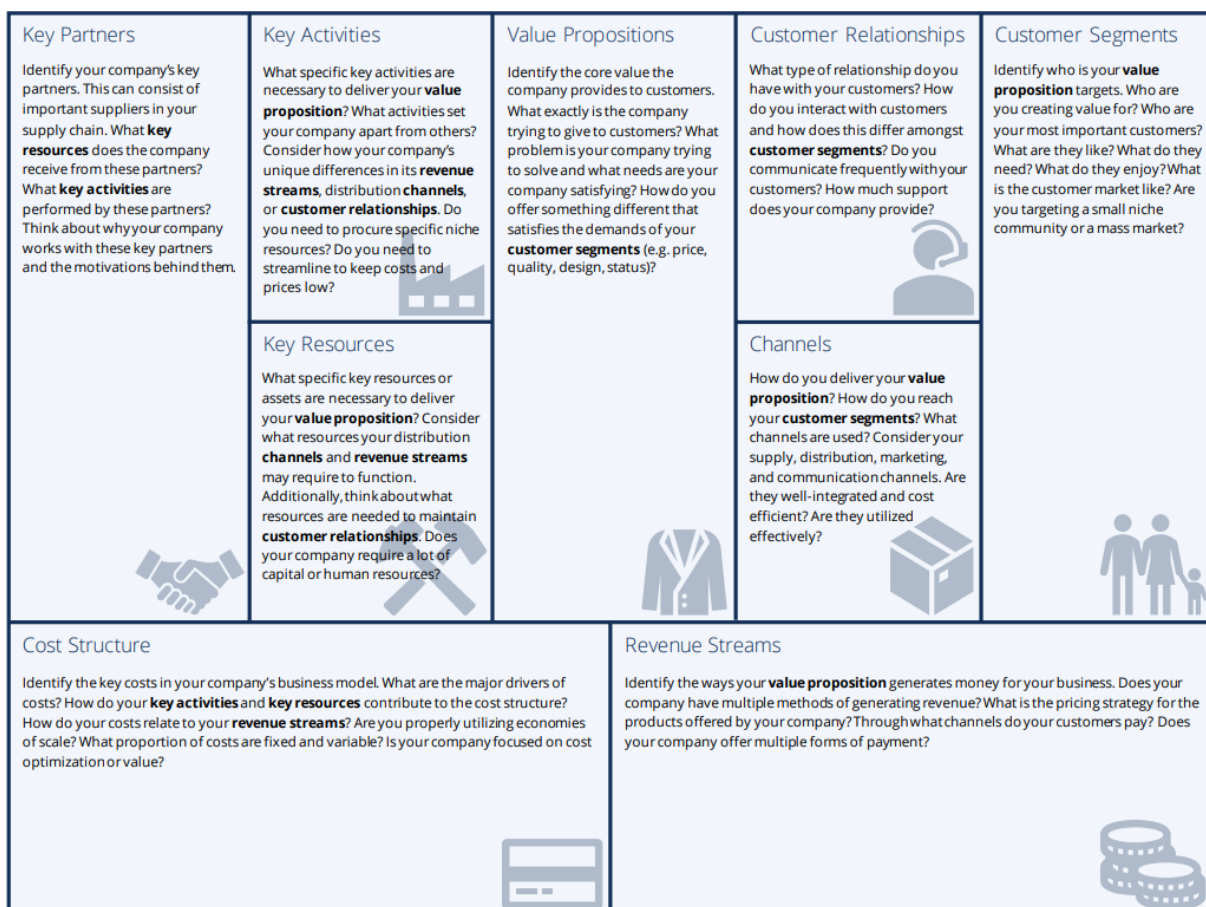 Key Partners
Identify your company's key
partners. This can consist of
important suppliers in your
supply chain. What key
resources does the company
receive from these partners?
What key activities are
performed by these partners?
Think about why your company
works with these key partners
and the motivations behind them.
Key Activities
What specific key activities are
necessary to deliver your value
proposition? What activities set
your company apart from others?
Consider how your company's
unique differences in its revenue
streams, distribution channels,
or customer relationships. Do
you need to procure specific niche
resources? Do you need to
streamline to keep costs and
prices low?
Key Resources
What specific key resources or
assets are necessary to deliver
your value proposition? Consider
what resources your distribution
channels and revenue streams
may require to function.
Additionally, think about what
resources are needed to maintain
customer relationships. Does
your company require a lot of
capital or human resources?
Value Propositions
Identify the core value the
company provides to customers.
What exactly is the company
trying to give to customers? What
problem is your company trying
to solve and what needs are your
company satisfying? How do you
offer something different that
satisfies the demands of your
customer segments (e.g. price,
quality, design, status)?
Customer Relationships
What type of relationship do you
have with your customers? How
do you interact with customers
and how does this differ amongst
customer segments? Do you
communicate frequently with your
customers? How much support
does your company provide?
Channels
How do you deliver your value
proposition? How do you reach
your customer segments? What
channels are used? Consider your
supply, distribution, marketing,
and communication channels. Are
they well-integrated and cost
efficient? Are they utilized
effectively?
Customer Segments
Identify who is your value
proposition targets. Who are
you creating value for? Who are
your most important customers?
What are they like? What do they
need? What do they enjoy? What
is the customer market like? Are
you targeting a small niche
community or a mass market?
Cost Structure
Identify the key costs in your company's business model. What are the major drivers of
costs? How do your key activities and key resources contribute to the cost structure?
How do your costs relate to your revenue streams? Are you properly utilizing economies
of scale? What proportion of costs are fixed and variable? Is your company focused on cost
optimization or value?
Revenue Streams
Identify the ways your value proposition generates money for your business. Does your
company have multiple methods of generating revenue? What is the pricing strategy for the
products offered by your company? Through what channels do your customers pay? Does
your company offer multiple forms of payment?